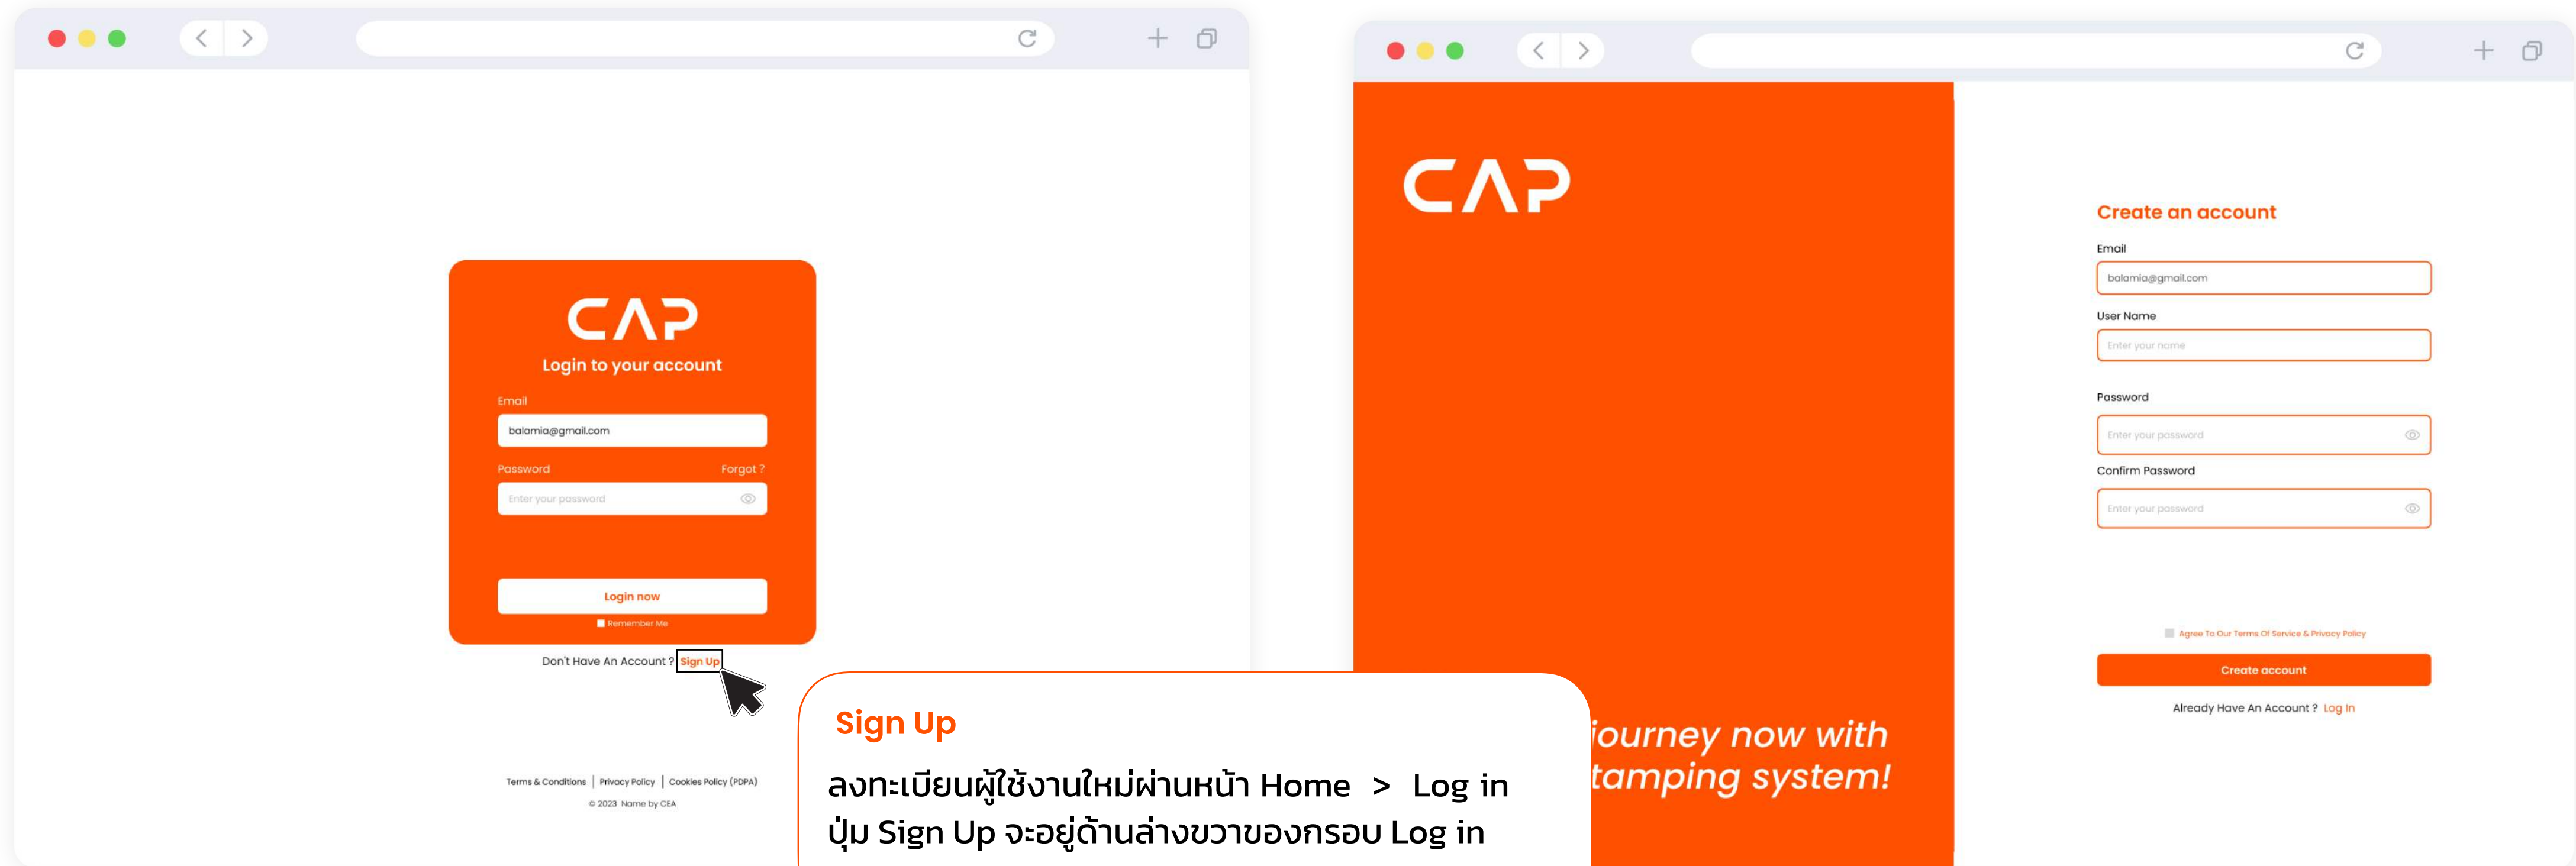 CAP
Login to your account
Email
balamia@gmail.com
Password Forgot ?
Enter your password
Login now
Remember Me
Don't Have An Account ? Sign Up
Terms & Conditions | Privacy Policy | Cookies Policy (PDPA)
© 2023 Name by CEA
Sign Up
ลงทะเบียนผู้ใช้งานใหม่ผ่านหน้า Home > Log in
ปุ่ม Sign Up จะอยู่ด้านล่างขวาของกรอบ Log in
CAP
journey now with
tamping system!
Create an account
Email
balamia@gmail.com
User Name
Enter your name
Password
Enter your password
Confirm Password
Enter your password
Agree To Our Terms Of Service & Privacy Policy
Create account
Already Have An Account ? Log In